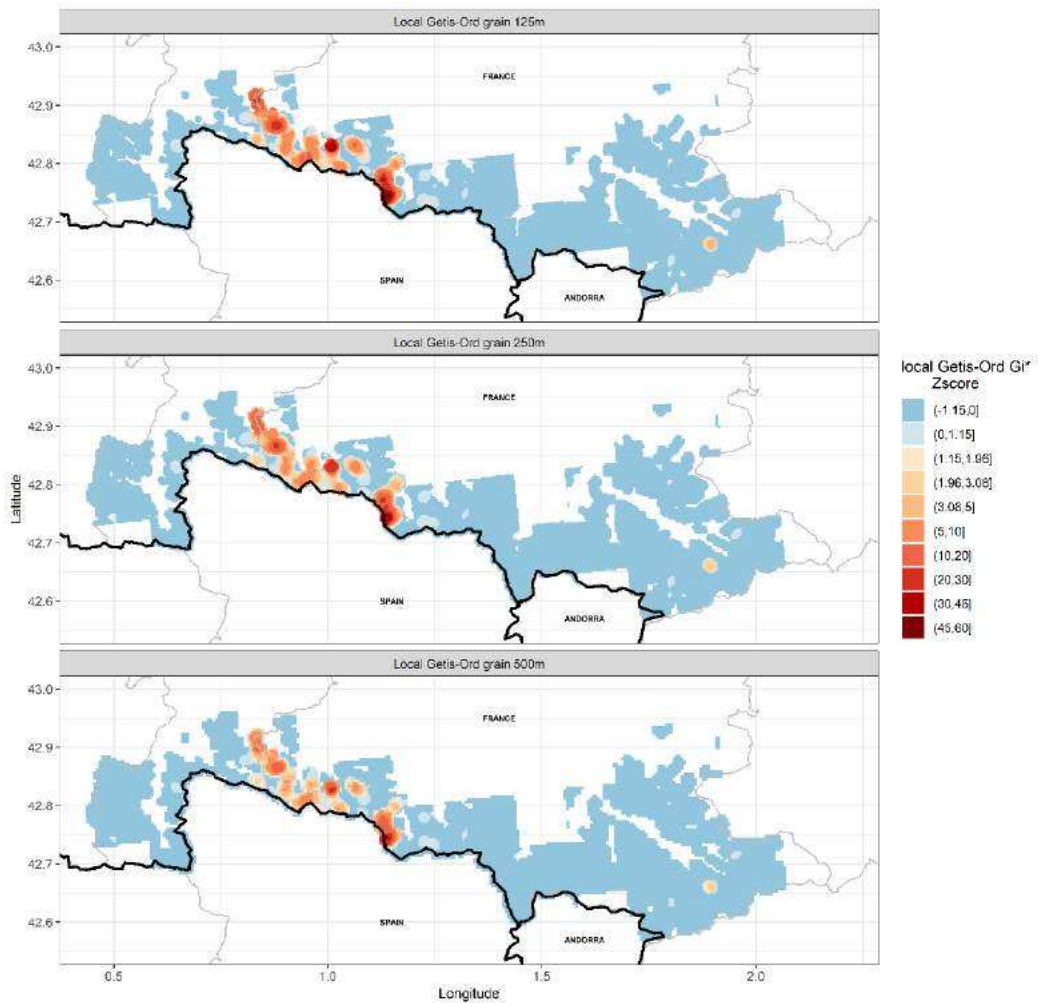 Local Getis-Ord grain 125m
43.0
42.9
42.8
42.7
42.6
FRANCE
SPAIN
ANDORRA
Local Getis-Ord grain 250m
43.0
42.9
42.8
42.7
42.6
FRANCE
SPAIN
ANDORRA
Latitude
local Getis-Ord Gi*
Zscore
(-1.15,0]
(0,1.15]
(1.15,1.96]
(1.96,3.08]
(3.08,5]
(5,10]
(10,20]
(20,30]
(30,45]
(45,60]
Local Getis-Ord grain 500m
43.0
42.9
42.8
42.7
42.6
FRANCE
SPAIN
ANDORRA
0.5 1.0 1.5 2.0
Longitude